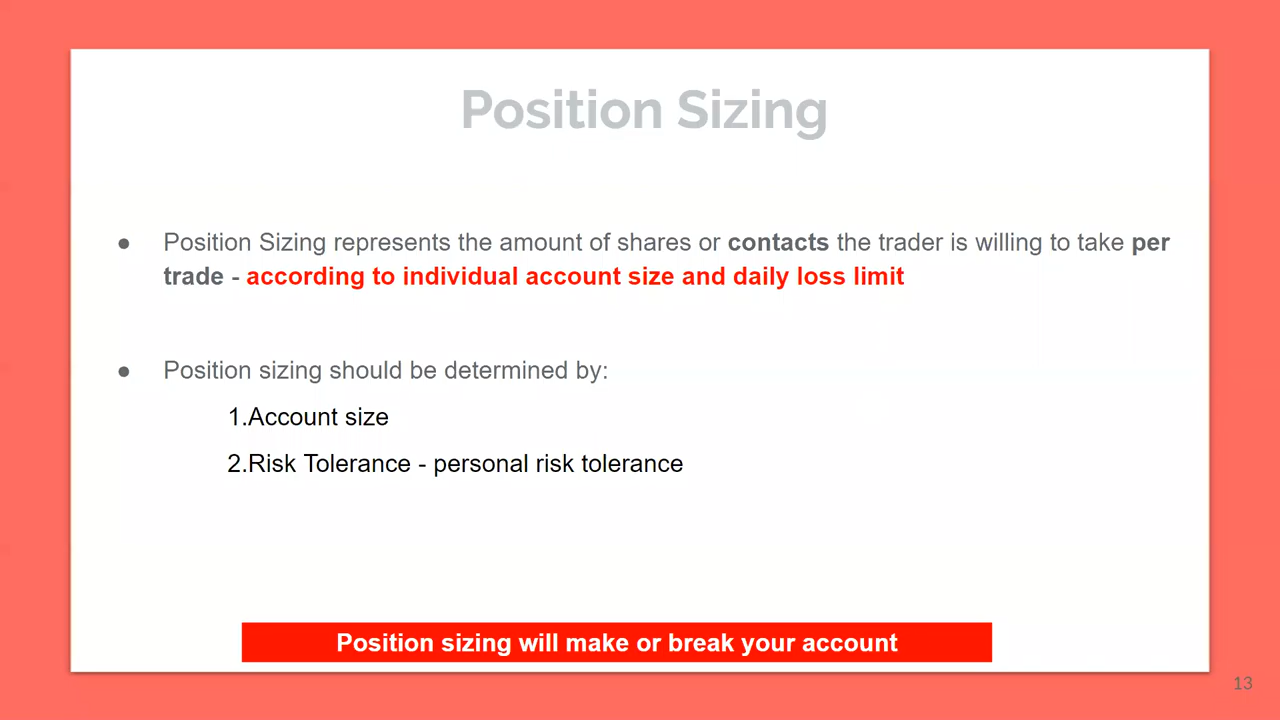 Position Sizing
● Position Sizing represents the amount of shares or contacts the trader is willing to take per
trade - according to individual account size and daily loss limit
● Position sizing should be determined by:
1.Account size
2.Risk Tolerance - personal risk tolerance
Position sizing will make or break your account
13